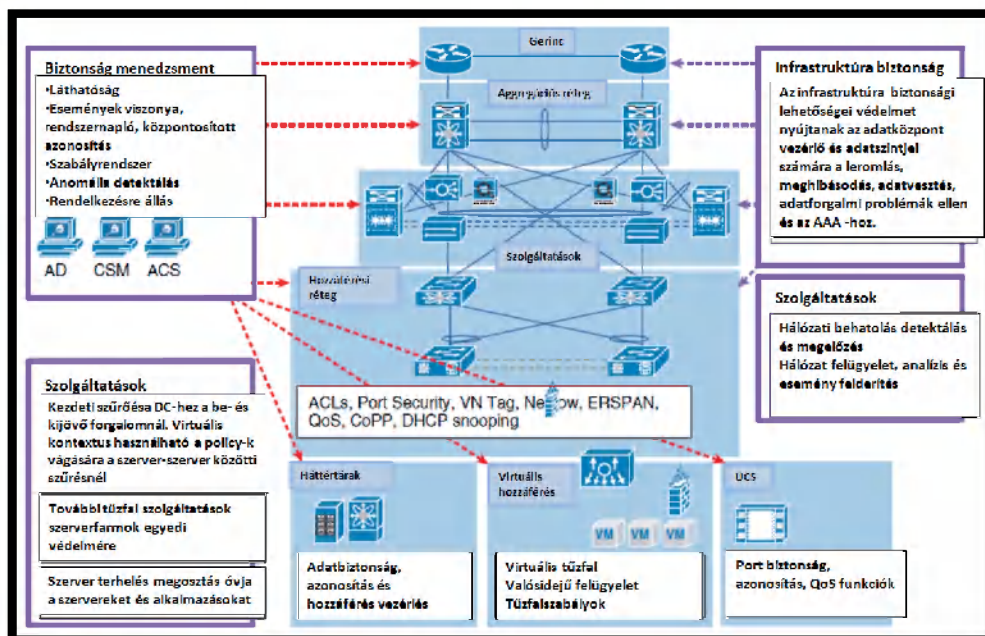 Gerinc
Biztonság menedzsment
•Láthatóság
•Események viszonya,
rendszernapló, központosított
azonosítás
•Szabályrendszer
•Anomália detektálás
•Rendelkezésre állás
AD CSM ACS
Aggregációs réteg
Infrastruktúra biztonság
Az infrastruktúra biztonsági
lehetőségei védelmet
nyújtanak az adatközpont
vezérlő és adatszintjei
számára a leromlás,
meghibásodás, adatvesztés,
adatforgalmi problémák ellen
és az AAA -hoz.
Szolgáltatások
Hozzáférési
réteg
Szolgáltatások
Hálózati behatolás detektálás
és megelőzés
Hálózat felügyelet, analízis és
esemény felderítés
Szolgáltatások
Kezdeti szűrőésa DC-hez a be- és
kijövő forgalomnál. Virtuális
kontextus használható a policy-k
vágására a szerver-szerver közötti
szűrésnél
További tűzfal szolgáltatások
szerverfarmok egyedi
védelmére
Szerver terhelés megosztás óvja
a szervereket és alkalmazásokat
ACLs, Port Security, VN Tag, Netflow, ERSPAN,
QoS, CoPP, DHCP snooping
Háttértárak
Adatbiztonság,
azonosítás és
hozzáférés vezérlés
Virtuális
hozzáférés
VM VM VM
Virtuális tűzfal
Valósidejű felügyelet
Tűzfalszabályok
UCS
Port biztonság,
azonosítás, QoS funkciók